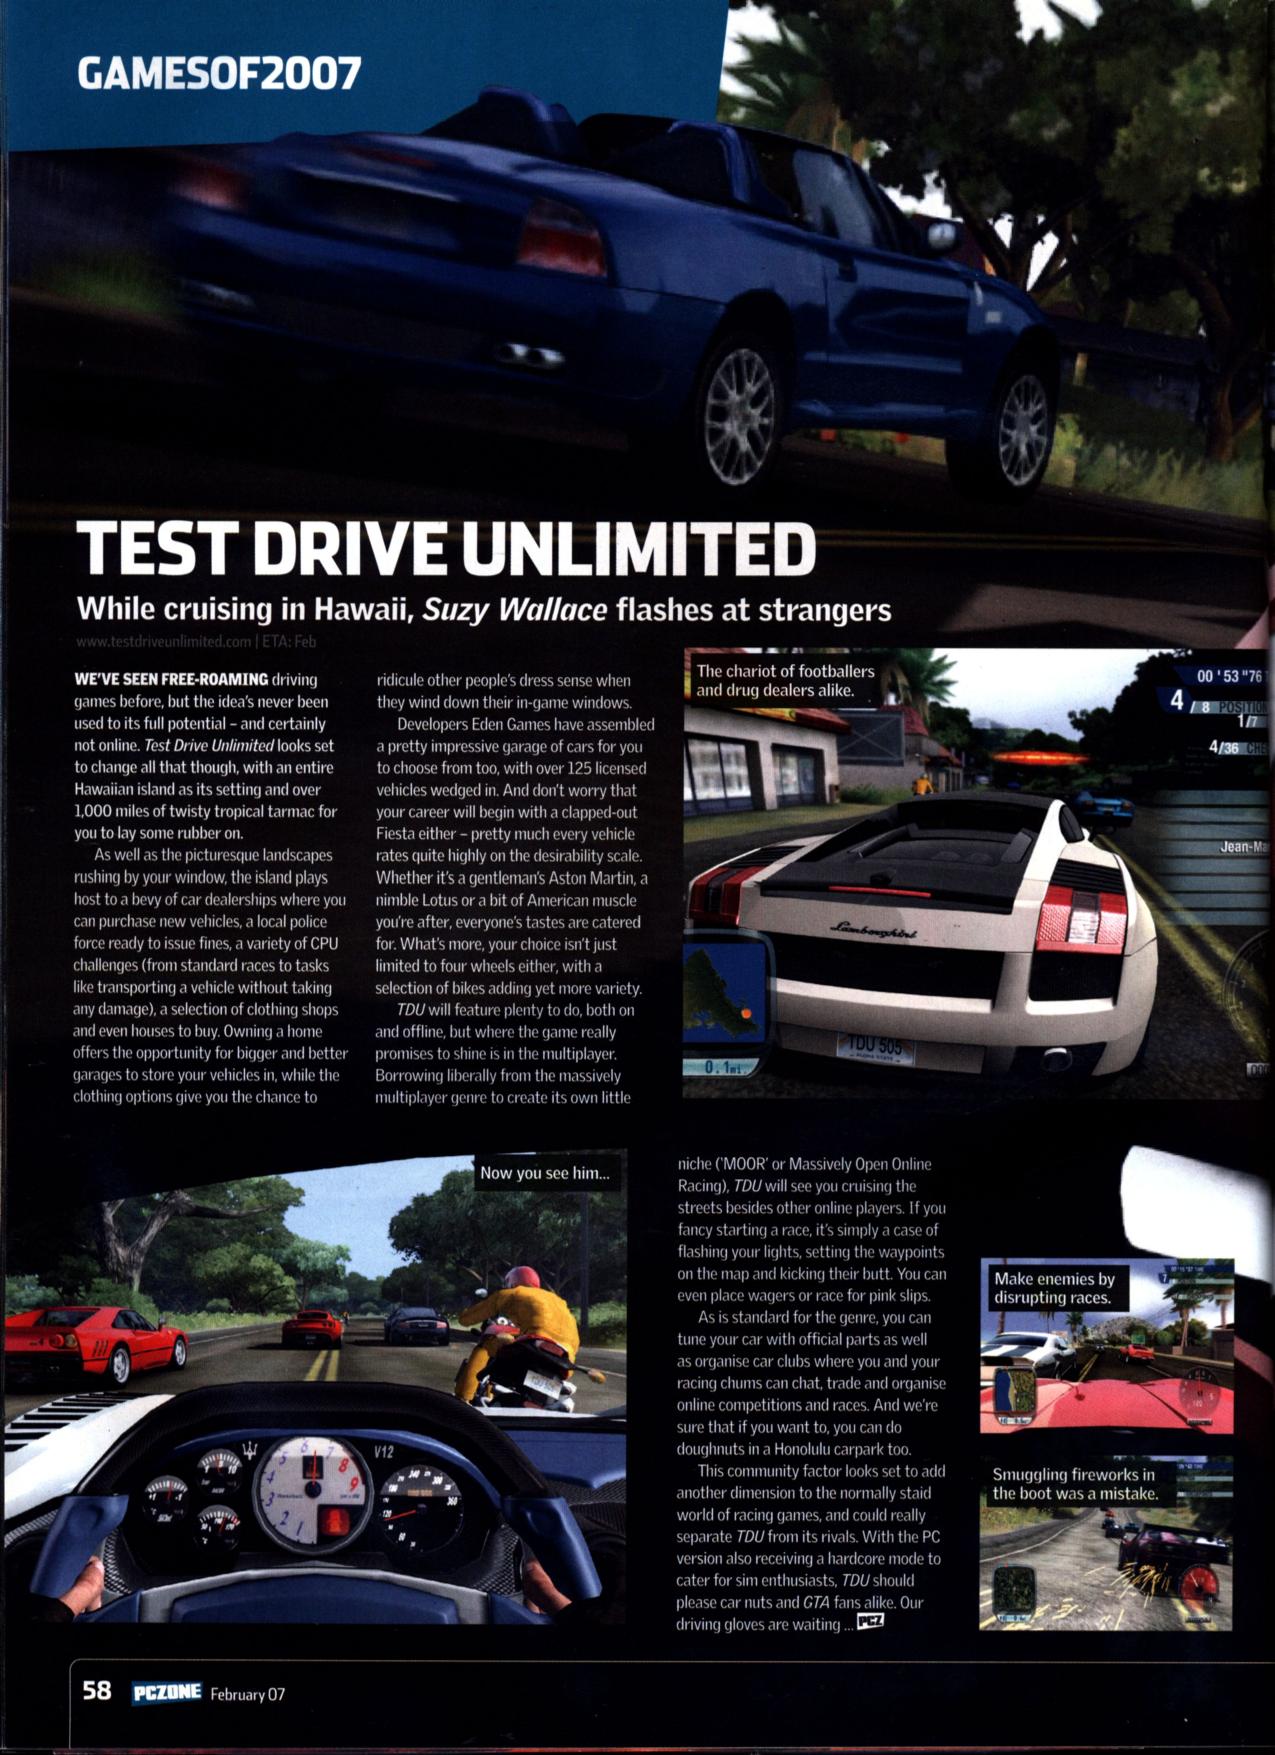 GAMESOF2007
TEST DRIVE UNLIMITED
While cruising in Hawaii, Suzy Wallace flashes at strangers
www.testdriveunlimited.com | ETA: Feb
WE'VE SEEN FREE-ROAMING driving
games before, but the idea's never been
used to its full potential – and certainly
not online. Test Drive Unlimited looks set
to change all that though, with an entire
Hawaiian island as its setting and over
1,000 miles of twisty tropical tarmac for
you to lay some rubber on.
As well as the picturesque landscapes
rushing by your window, the island plays
host to a bevy of car dealerships where you
can purchase new vehicles, a local police
force ready to issue fines, a variety of CPU
challenges (from standard races to tasks
like transporting a vehicle without taking
any damage), a selection of clothing shops
and even houses to buy. Owning a home
offers the opportunity for bigger and better
garages to store your vehicles in, while the
clothing options give you the chance to
ridicule other people's dress sense when
they wind down their in-game windows.
Developers Eden Games have assembled
a pretty impressive garage of cars for you
to choose from too, with over 125 licensed
vehicles wedged in. And don't worry that
your career will begin with a clapped-out
Fiesta either – pretty much every vehicle
rates quite highly on the desirability scale.
Whether it's a gentleman's Aston Martin, a
nimble Lotus or a bit of American muscle
you're after, everyone's tastes are catered
for. What's more, your choice isn't just
limited to four wheels either, with a
selection of bikes adding yet more variety.
TDU will feature plenty to do, both on
and offline, but where the game really
promises to shine is in the multiplayer.
Borrowing liberally from the massively
multiplayer genre to create its own little
The chariot of footballers
and drug dealers alike.
00'53"76
4 / 8 POSITION
1/7
4/36 CHE
Jean-Ma
Lamborghini
TDU 505
0.1mi.
Now you see him...
V12
niche ('MOOR' or Massively Open Online
Racing), TDU will see you cruising the
streets besides other online players. If you
fancy starting a race, it's simply a case of
flashing your lights, setting the waypoints
on the map and kicking their butt. You can
even place wagers or race for pink slips.
As is standard for the genre, you can
tune your car with official parts as well
as organise car clubs where you and your
racing chums can chat, trade and organise
online competitions and races. And we're
sure that if you want to, you can do
doughnuts in a Honolulu carpark too.
This community factor looks set to add
another dimension to the normally staid
world of racing games, and could really
separate TDU from its rivals. With the PC
version also receiving a hardcore mode to
cater for sim enthusiasts, TDU should
please car nuts and GTA fans alike. Our
driving gloves are waiting ... PCZ
Make enemies by
disrupting races.
Smuggling fireworks in
the boot was a mistake.
58 PCZONE February 07